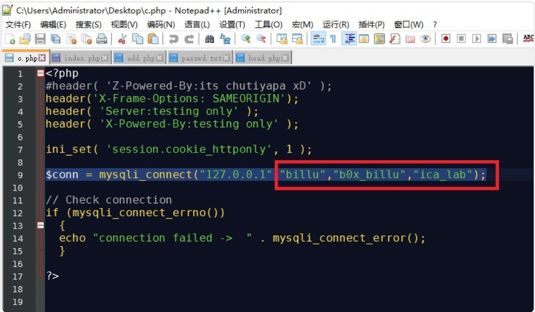 C:\Users\Administrator\Desktop\c.php - Notepad++ [Administrator]
文件(F) 编辑(E) 搜索(S) 视图(V) 编码(N) 语言(L) 设置(T) 工具(O) 宏(M) 运行(R) 插件(P) 窗口(W) ?
c.php index.php add.php passwd.txt head.php
1 <?php
2 #header( 'Z-Powered-By:its chutiyapa xD' );
3 header('X-Frame-Options: SAMEORIGIN');
4 header( 'Server:testing only' );
5 header( 'X-Powered-By:testing only' );
6
7 ini_set( 'session.cookie_httponly', 1 );
8
9 $conn = mysqli_connect("127.0.0.1","billu","b0x_billu","ica_lab");
10
11 // Check connection
12 if (mysqli_connect_errno())
13 {
14 echo "connection failed ->  " . mysqli_connect_error();
15 }
16
17 ?>
18
19